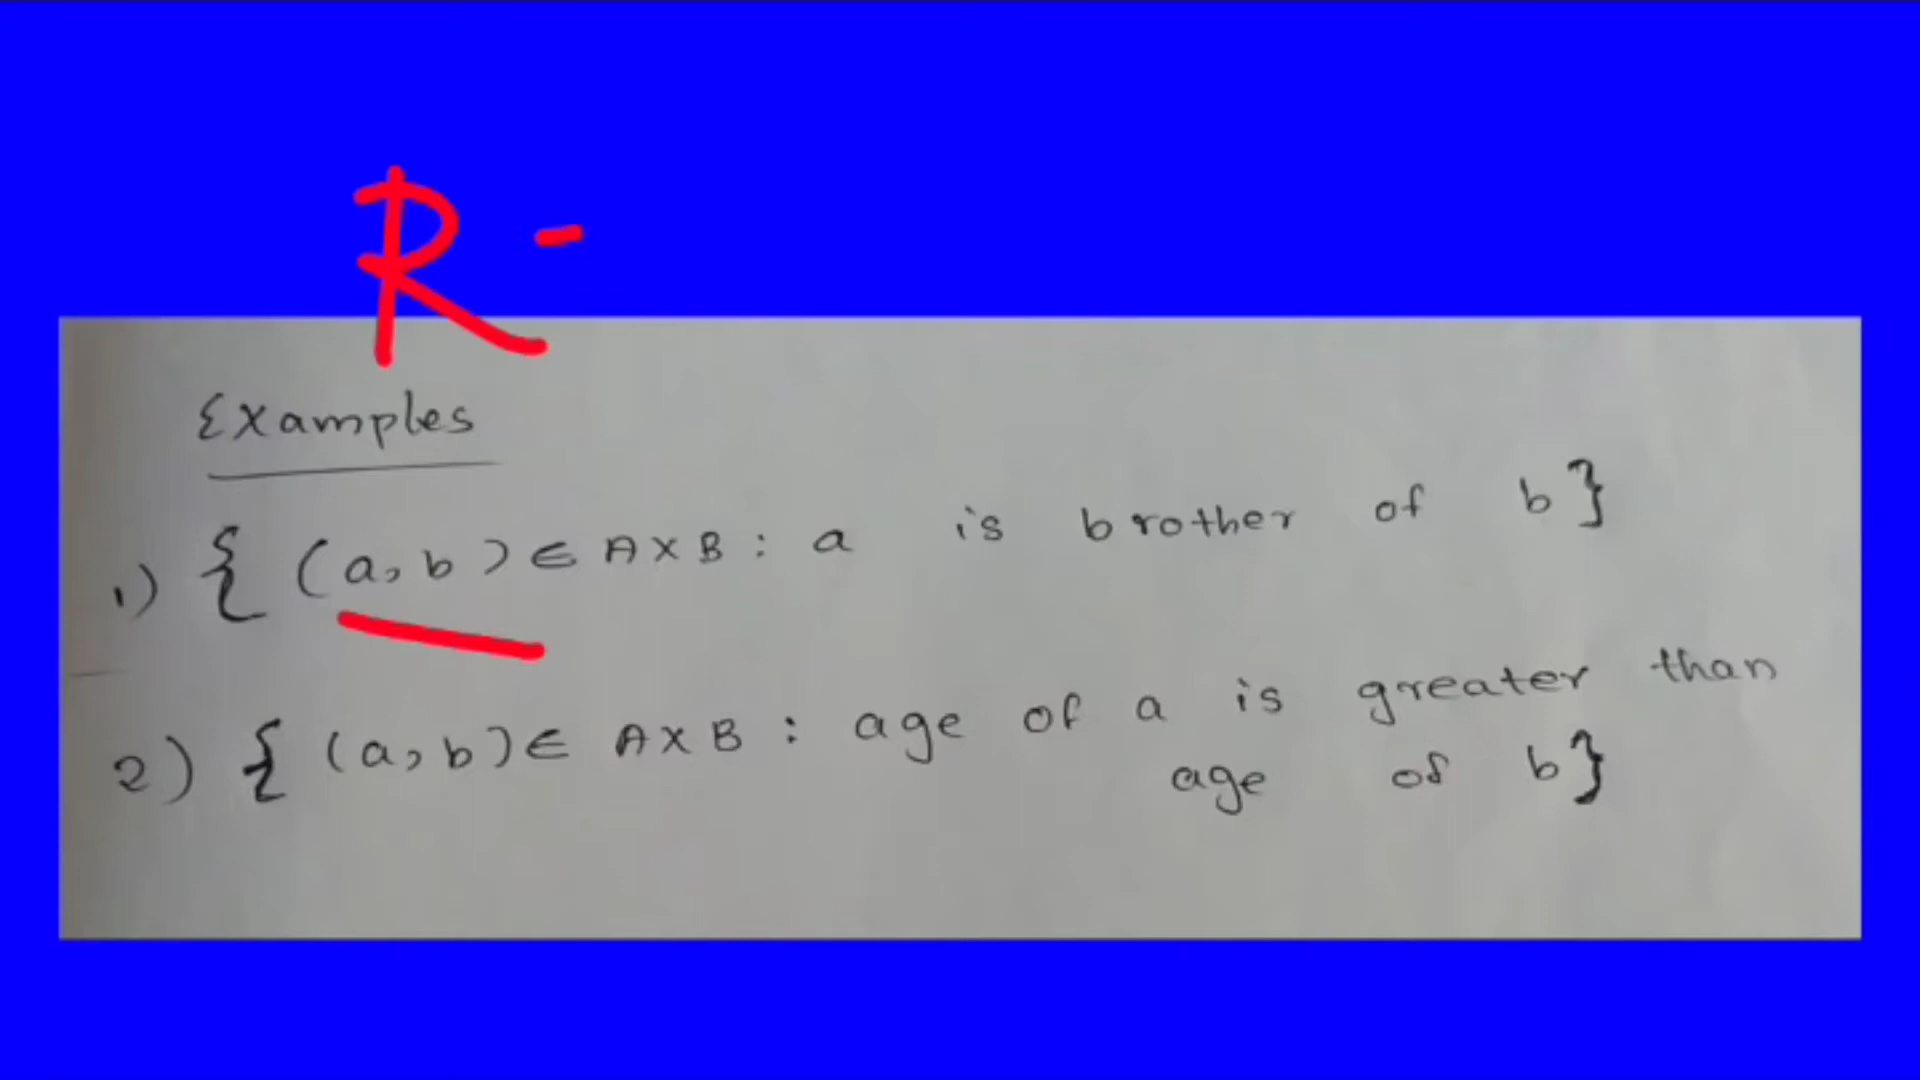 R -
Examples
1) { (a, b) ∈ A X B : a is brother of b }
2) { (a, b) ∈ A X B : age of a is greater than
age of b }